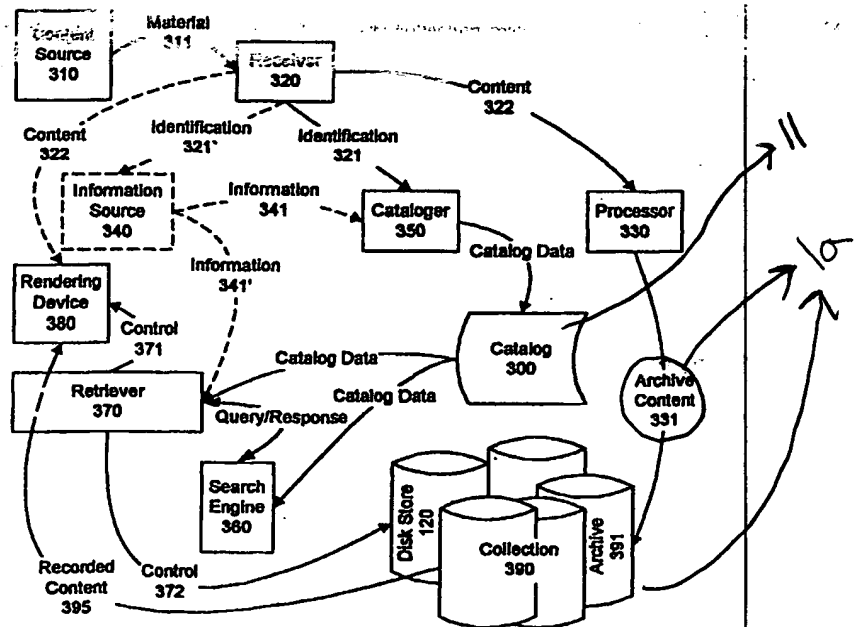 Content
Source
310
Material
311
Receiver
320
Content
322
Content
322
Identification
321'
Identification
321
Information
Source
340
Information
341
Cataloger
350
Processor
330
Information
341'
Catalog Data
Rendering
Device
380
Control
371
Catalog
300
Catalog Data
Catalog Data
Archive
Content
331
Retriever
370
Query/Response
Search
Engine
360
Disk Store
120
Collection
390
Archive
391
Recorded
Content
395
Control
372
11
10